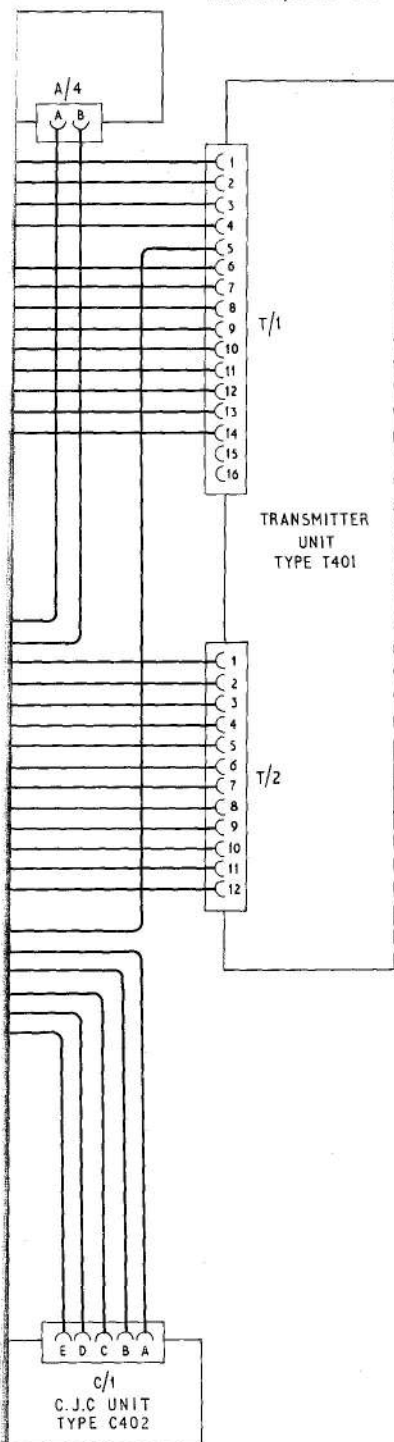 A/4
A B
1
2
3
4
5
6
7
8
9
10
11
12
13
14
15
16
T/1
TRANSMITTER
UNIT
TYPE T401
1
2
3
4
5
6
7
8
9
10
11
12
T/2
E D C B A
C/1
C.J.C UNIT
TYPE C402